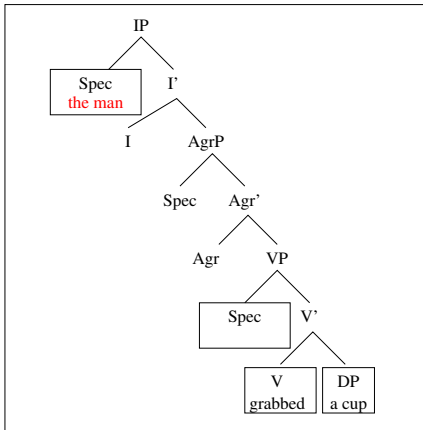 IP
Spec I'
the man
I AgrP
Spec Agr'
Agr VP
Spec V'
V DP
grabbed a cup